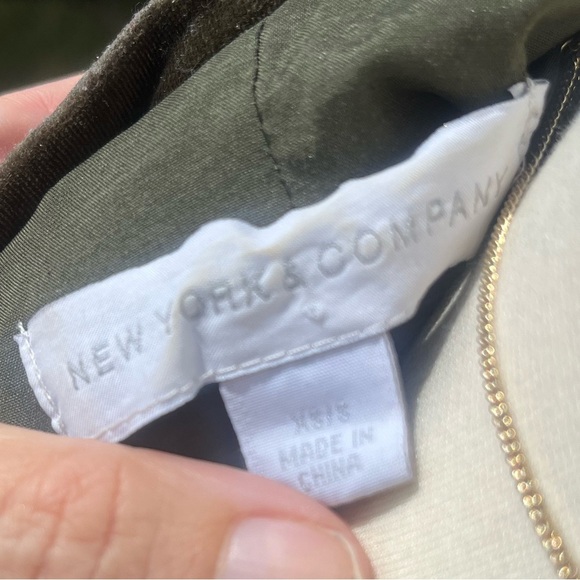 NEW YORK & COMPANY
XS/S
MADE IN
CHINA